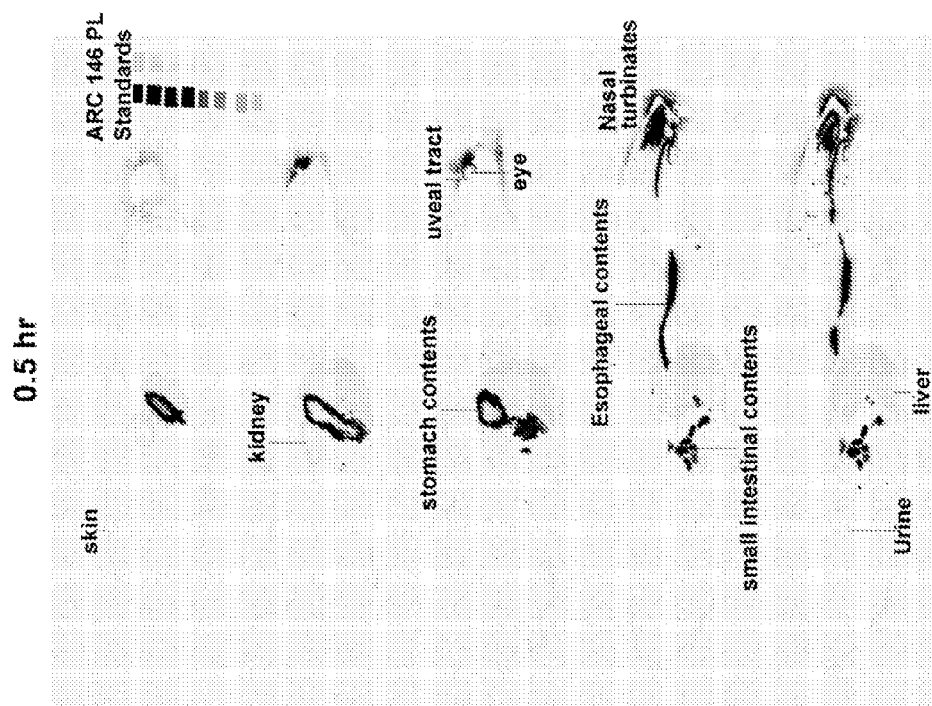 0.5 hr
ARC 146 PL
Standards
skin
kidney
uveal tract
eye
stomach contents
Nasal
turbinates
Esophageal contents
small intestinal contents
liver
Urine